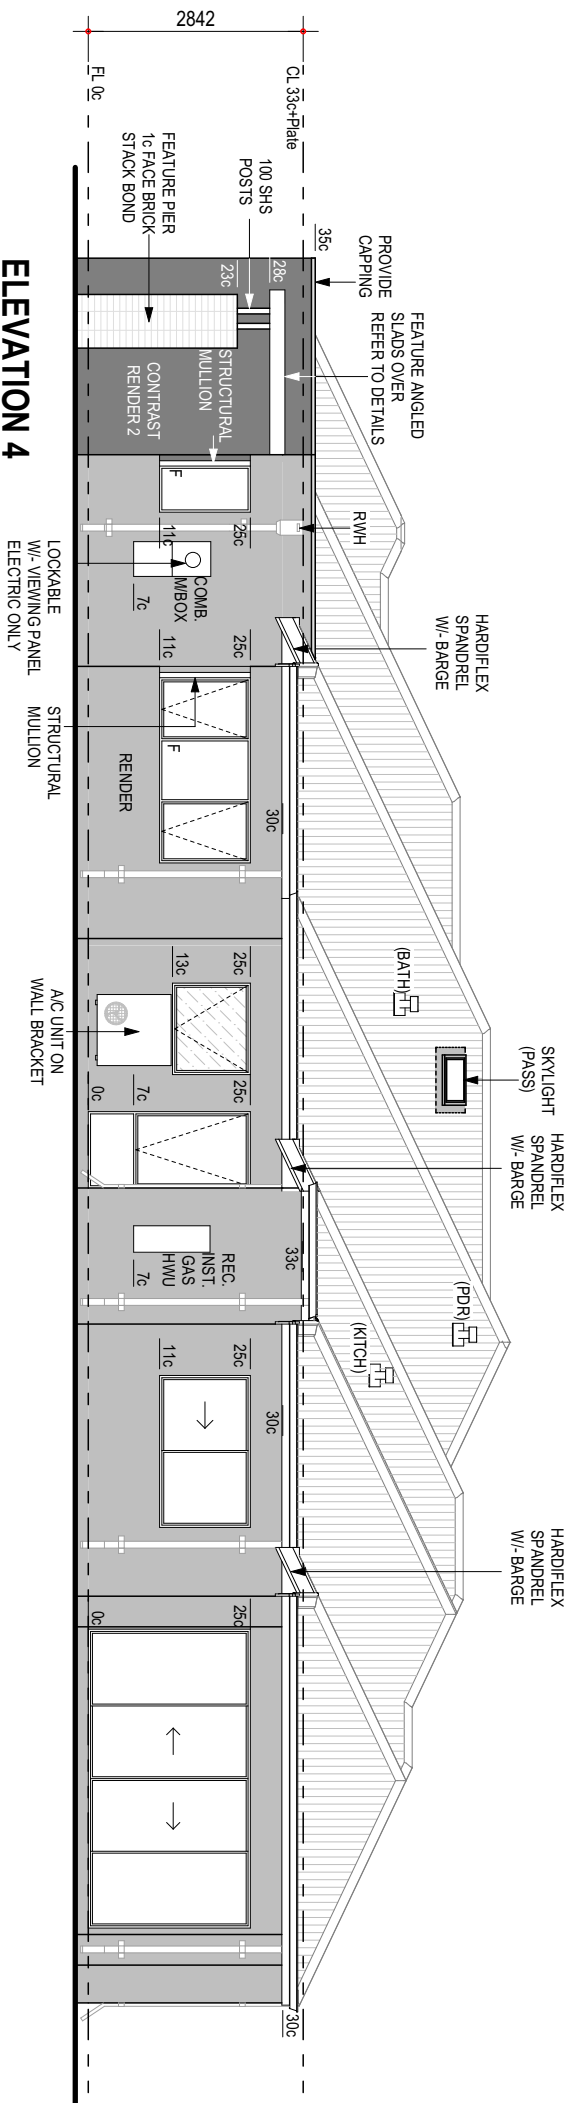 2842
CL 33c+Plate
FL 0c
35c
PROVIDE
CAPPING
FEATURE ANGLED
SLADS OVER
REFER TO DETAILS
100 SHS
POSTS
FEATURE PIER
1c FACE BRICK
STACK BOND
28c
23c
STRUCTURAL
MULLION
CONTRAST
RENDER 2
F
RWH
25c
11c
COMB.
M/BOX
7c
LOCKABLE
W/- VIEWING PANEL
ELECTRIC ONLY
HARDIFLEX
SPANDREL
W/- BARGE
25c
11c
F
STRUCTURAL
MULLION
RENDER
30c
(BATH)
SKYLIGHT
(PASS)
25c
13c
A/C UNIT ON
WALL BRACKET
25c
7c
0c
HARDIFLEX
SPANDREL
W/- BARGE
33c
REC.
INST.
GAS
HWU
7c
(PDR)
(KITCH)
25c
11c
30c
HARDIFLEX
SPANDREL
W/- BARGE
25c
0c
30c
ELEVATION 4